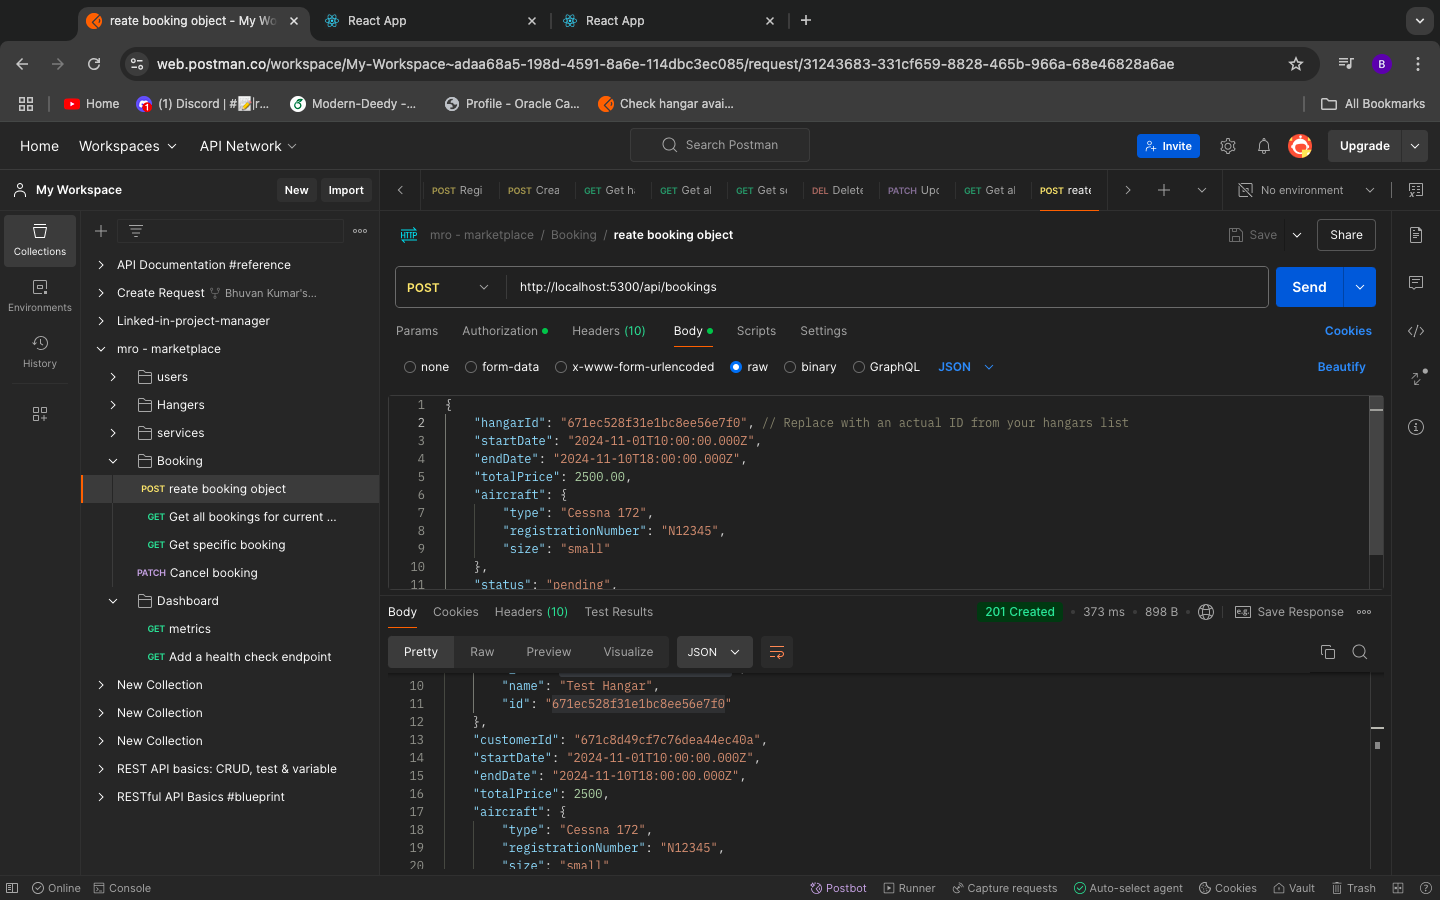 reate booking object - My Wo
React App
React App
web.postman.co/workspace/My-Workspace~adaa68a5-198d-4591-8a6e-114dbc3ec085/request/31243683-331cf659-8828-465b-966a-68e46828a6ae
B
Home
(1) Discord | #📝|r...
Modern-Deedy -...
Profile - Oracle Ca...
Check hangar avai...
All Bookmarks
Home
Workspaces
API Network
Search Postman
Invite
Upgrade
My Workspace
New
Import
POST Regi
POST Crea
GET Get h
GET Get al
GET Get s
DEL Delete
PATCH Up
GET Get al
POST reate
No environment
Collections
Environments
History
API Documentation #reference
Create Request Bhuvan Kumar's...
Linked-in-project-manager
mro - marketplace
users
Hangers
services
Booking
POST reate booking object
GET Get all bookings for current ...
GET Get specific booking
PATCH Cancel booking
Dashboard
GET metrics
GET Add a health check endpoint
New Collection
New Collection
New Collection
REST API basics: CRUD, test & variable
RESTful API Basics #blueprint
HTTP mro - marketplace / Booking / reate booking object
Save
Share
POST
http://localhost:5300/api/bookings
Send
Params
Authorization
Headers (10)
Body
Scripts
Settings
Cookies
none
form-data
x-www-form-urlencoded
raw
binary
GraphQL
JSON
Beautify
1 {
2 "hangarId": "671ec528f31e1bc8ee56e7f0", // Replace with an actual ID from your hangars list
3 "startDate": "2024-11-01T10:00:00.000Z",
4 "endDate": "2024-11-10T18:00:00.000Z",
5 "totalPrice": 2500.00,
6 "aircraft": {
7 "type": "Cessna 172",
8 "registrationNumber": "N12345",
9 "size": "small"
10 },
11 "status": "pending",
Body
Cookies
Headers (10)
Test Results
201 Created
373 ms
898 B
e.g.
Save Response
Pretty
Raw
Preview
Visualize
JSON
10 "name": "Test Hangar",
11 "id": "671ec528f31e1bc8ee56e7f0"
12 },
13 "customerId": "671c8d49cf7c76dea44ec40a",
14 "startDate": "2024-11-01T10:00:00.000Z",
15 "endDate": "2024-11-10T18:00:00.000Z",
16 "totalPrice": 2500,
17 "aircraft": {
18 "type": "Cessna 172",
19 "registrationNumber": "N12345",
20 "size": "small"
Online
Console
Postbot
Runner
Capture requests
Auto-select agent
Cookies
Vault
Trash